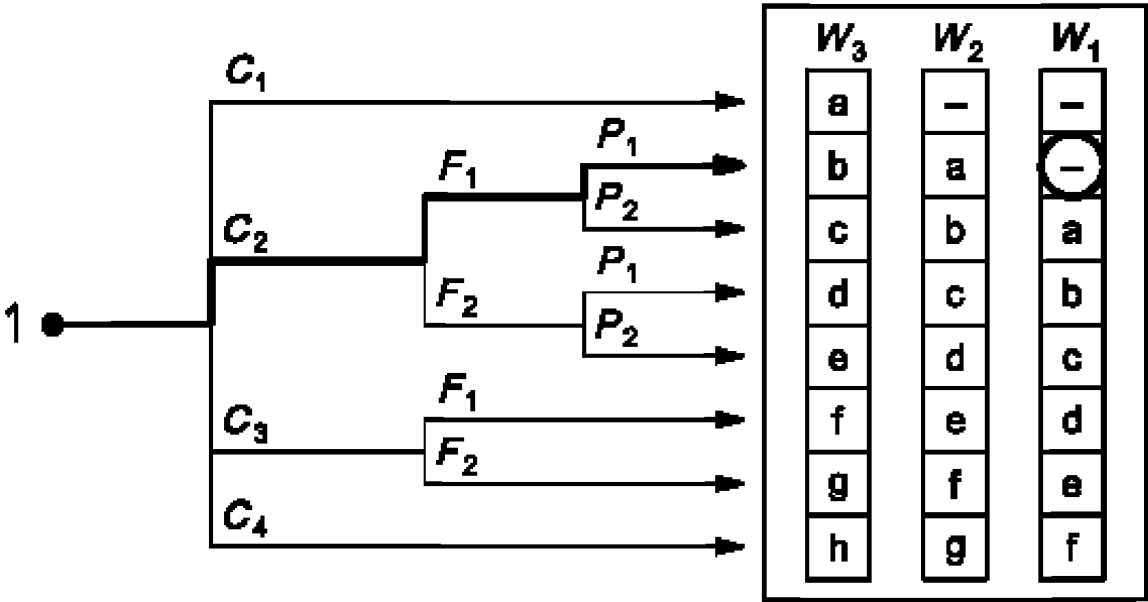 W3 W2 W1
C1 a – –
P1
F1 b a –
P2
C2 c b a
P1
F2 d c b
1
P2
e d c
F1
C3 f e d
F2
g f e
C4
h g f